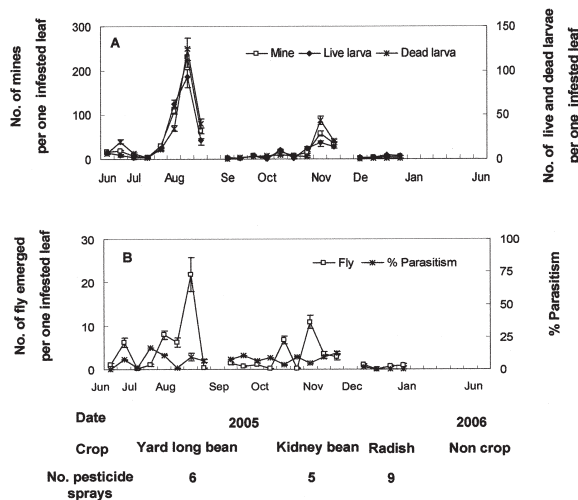 No. of mines
per one infested leaf
300
200
100
0
A
Mine Live larva Dead larva
150
100
50
0
No. of live and dead larvae
per one infested leaf
Jun Jul Aug Se Oct Nov Dec Jan Jun
No. of fly emerged
per one infested leaf
30
20
10
0
B
Fly % Parasitism
100
75
50
25
0
% Parasitism
Jun Jul Aug Sep Oct Nov Dec Jan Jun
Date 2005 2006
Crop Yard long bean Kidney bean Radish Non crop
No. pesticide 6 5 9
sprays